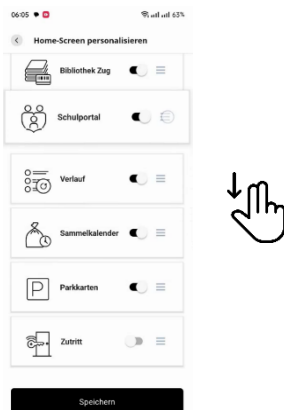 06:05 63%
Home-Screen personalisieren
Bibliothek Zug
Schulportal
Verlauf
Sammelkalender
P Parkkarten
Zutritt
Speichern